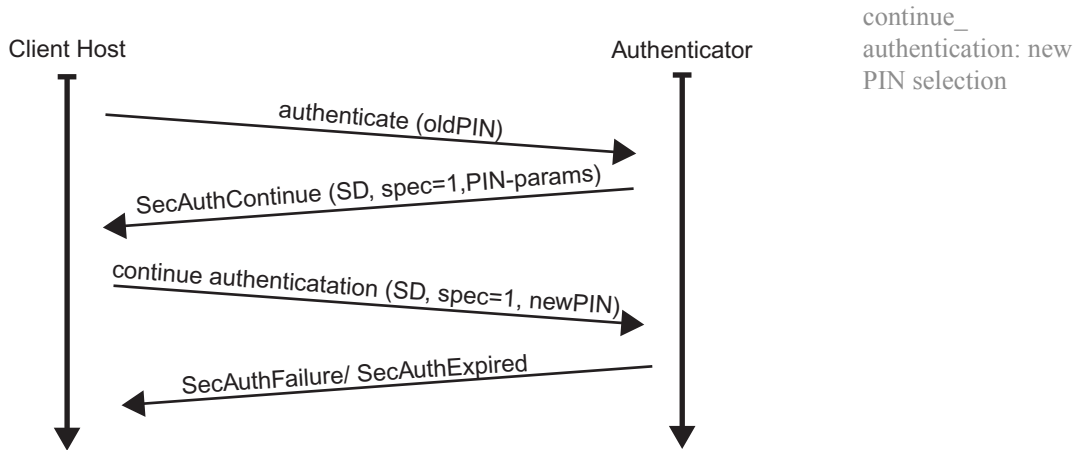 Client Host
Authenticator
continue_
authentication: new
PIN selection
authenticate (oldPIN)
SecAuthContinue (SD, spec=1,PIN-params)
continue authenticatation (SD, spec=1, newPIN)
SecAuthFailure/ SecAuthExpired